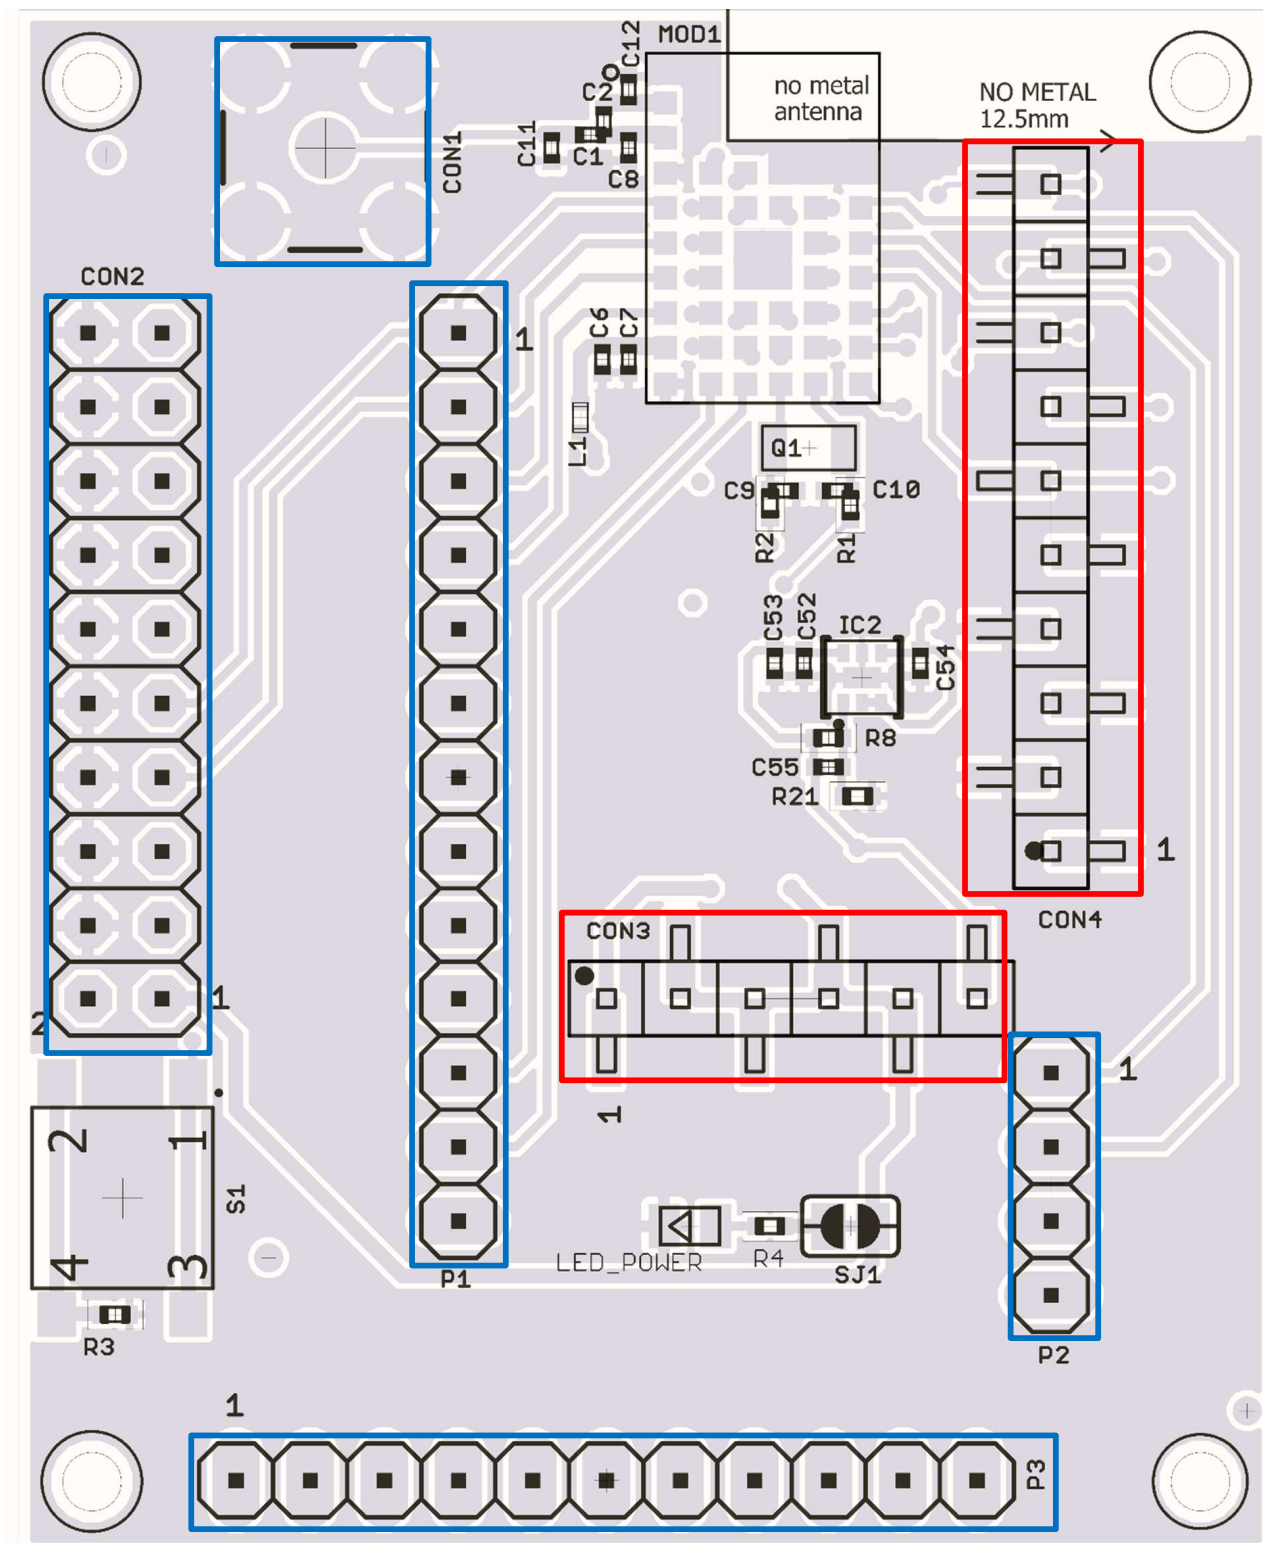 MOD1
C12
C2
no metal
antenna
NO METAL
12.5mm
CON1
C11
C1
C8
CON2
1
C6
C7
L1
Q1
C9
C10
R2
R1
C53
C52
IC2
C54
R8
C55
R21
1
CON4
CON3
1
2
1
1
2
1
4
3
S1
R3
P1
LED_POWER
R4
SJ1
P2
1
P3